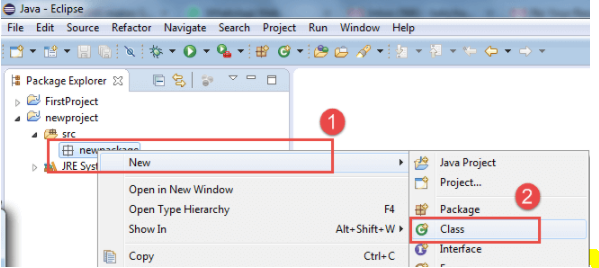 Java - Eclipse
File Edit Source Refactor Navigate Search Project Run Window Help
Package Explorer
FirstProject
newproject
src
newpackage
JRE Syst
1
New
Open in New Window
Open Type Hierarchy F4
Show In Alt+Shift+W
Copy Ctrl+C
Java Project
Project...
2
Package
Class
Interface